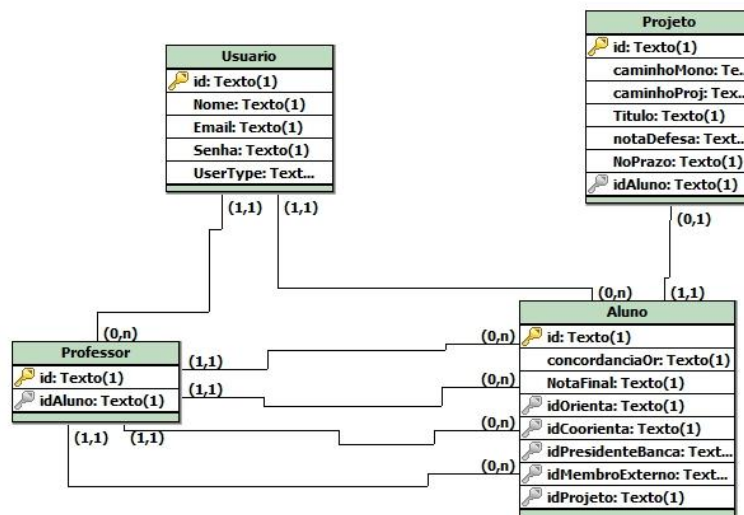 Projeto
id: Texto(1)
caminhoMono: Te...
caminhoProj: Tex...
Titulo: Texto(1)
notaDefesa: Text...
NoPrazo: Texto(1)
idAluno: Texto(1)
Usuario
id: Texto(1)
Nome: Texto(1)
Email: Texto(1)
Senha: Texto(1)
UserType: Text...
(1,1)
(1,1)
(0,1)
(0,n)
(0,n)
(1,1)
Professor
id: Texto(1)
idAluno: Texto(1)
(1,1)
(1,1)
(1,1)
(1,1)
(0,n)
(0,n)
(0,n)
(0,n)
Aluno
id: Texto(1)
concordanciaOr: Texto(1)
NotaFinal: Texto(1)
idOrienta: Texto(1)
idCoorienta: Texto(1)
idPresidenteBanca: Text...
idMembroExterno: Text...
idProjeto: Texto(1)